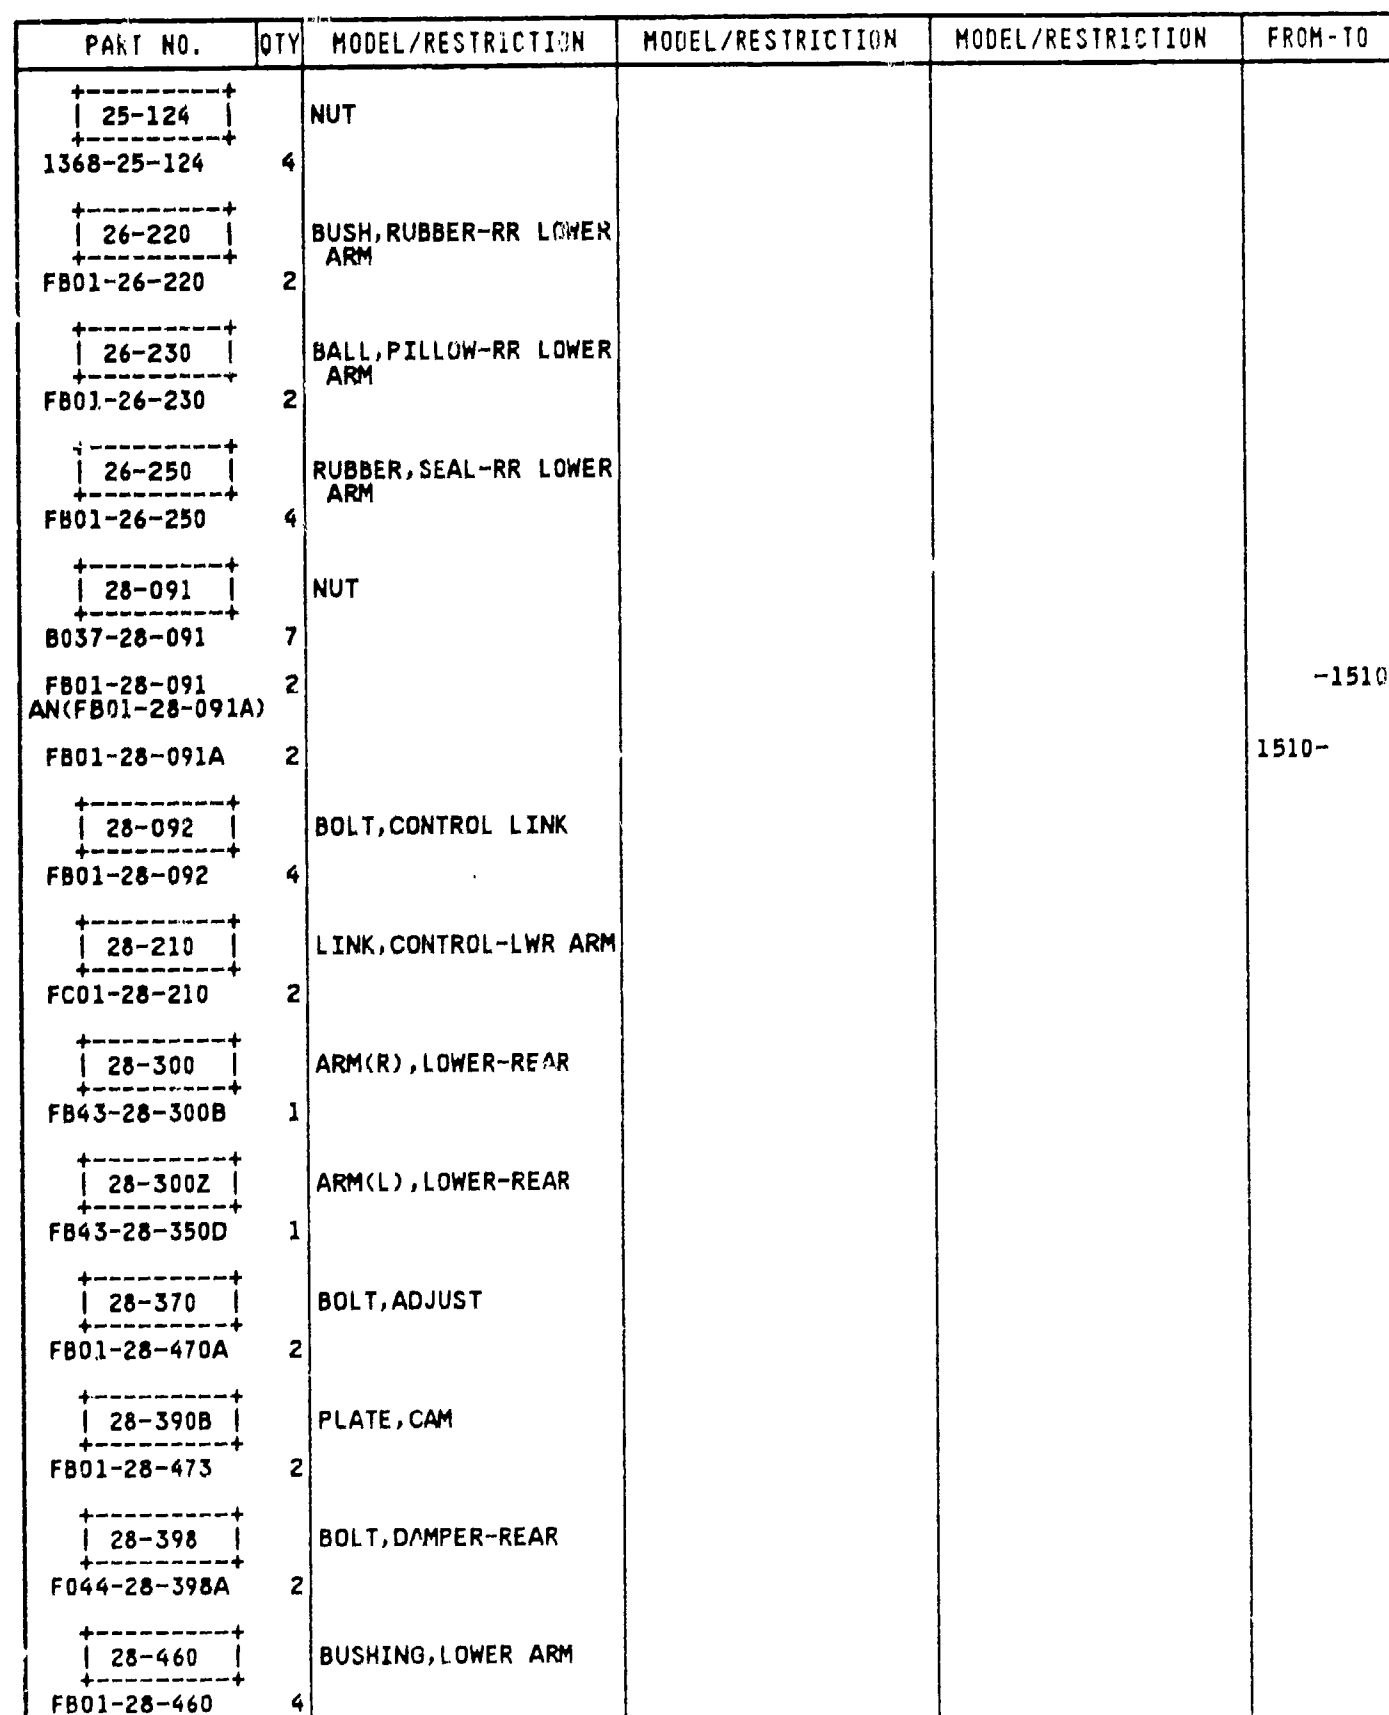 PART NO. QTY MODEL/RESTRICTION MODEL/RESTRICTION MODEL/RESTRICTION FROM-TO
25-124 NUT
1368-25-124 4
26-220 BUSH,RUBBER-RR LOWER
ARM
FB01-26-220 2
26-230 BALL,PILLOW-RR LOWER
ARM
FB01-26-230 2
26-250 RUBBER,SEAL-RR LOWER
ARM
FB01-26-250 4
28-091 NUT
B037-28-091 7
FB01-28-091 2 -1510
AN(FB01-28-091A)
FB01-28-091A 2 1510-
28-092 BOLT,CONTROL LINK
FB01-28-092 4
28-210 LINK,CONTROL-LWR ARM
FC01-28-210 2
28-300 ARM(R),LOWER-REAR
FB43-28-300B 1
28-300Z ARM(L),LOWER-REAR
FB43-28-350D 1
28-370 BOLT,ADJUST
FB01-28-470A 2
28-390B PLATE,CAM
FB01-28-473 2
28-398 BOLT,DAMPER-REAR
F044-28-398A 2
28-460 BUSHING,LOWER ARM
FB01-28-460 4